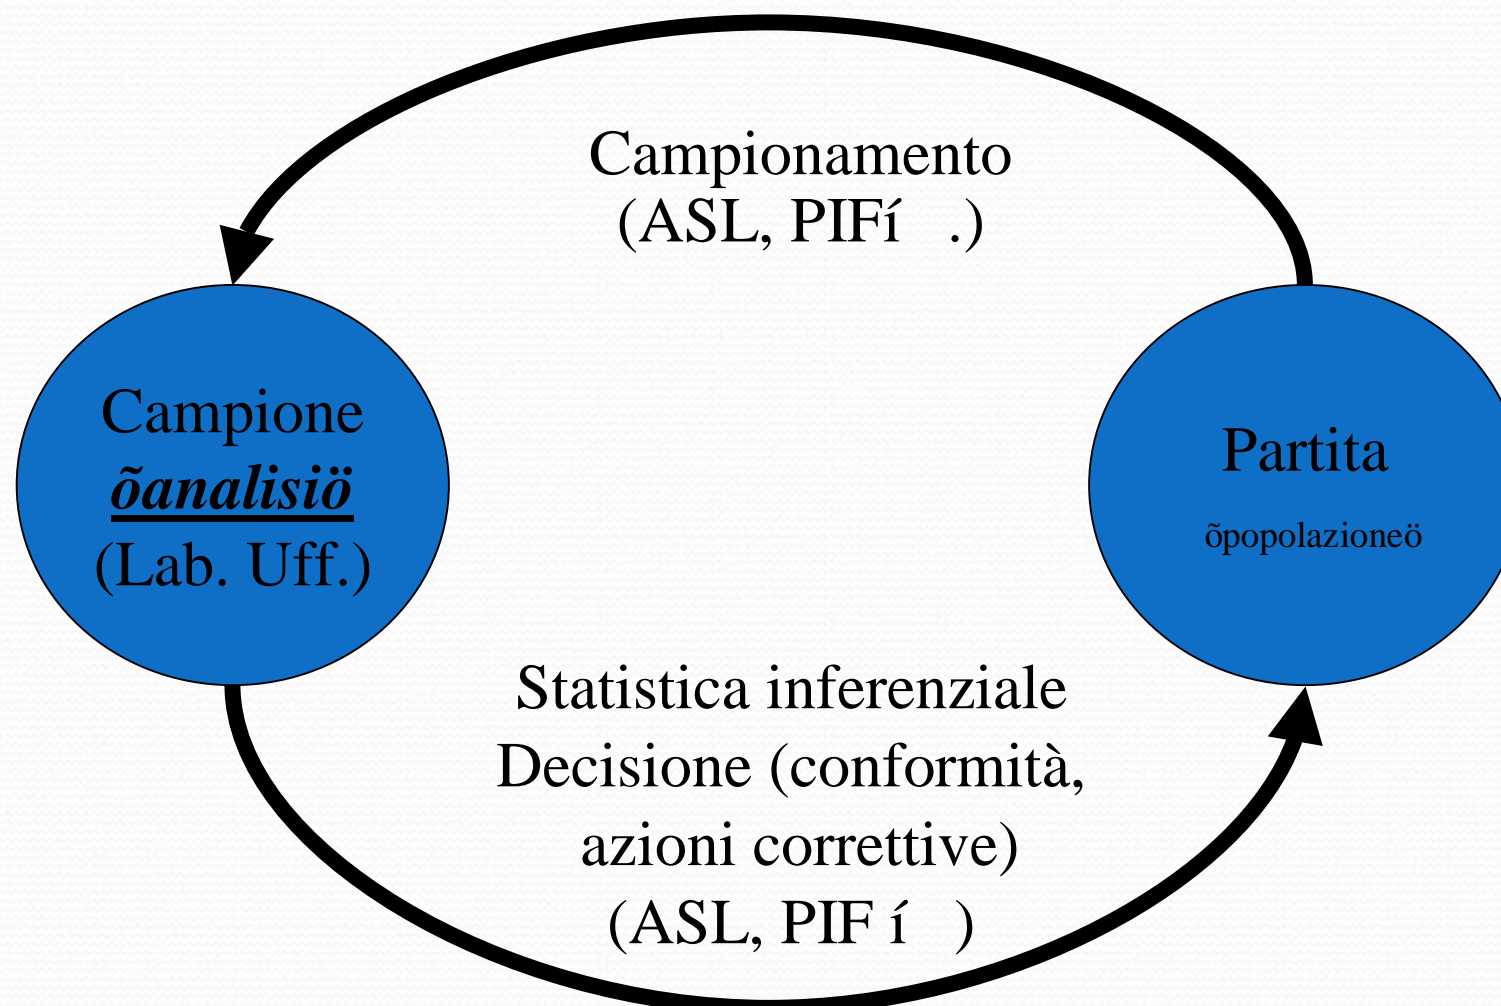 Campionamento
(ASL, PIFí .)
Campione
õanalisiö
(Lab. Uff.)
Partita
õpopolazioneö
Statistica inferenziale
Decisione (conformità,
azioni correttive)
(ASL, PIF í )